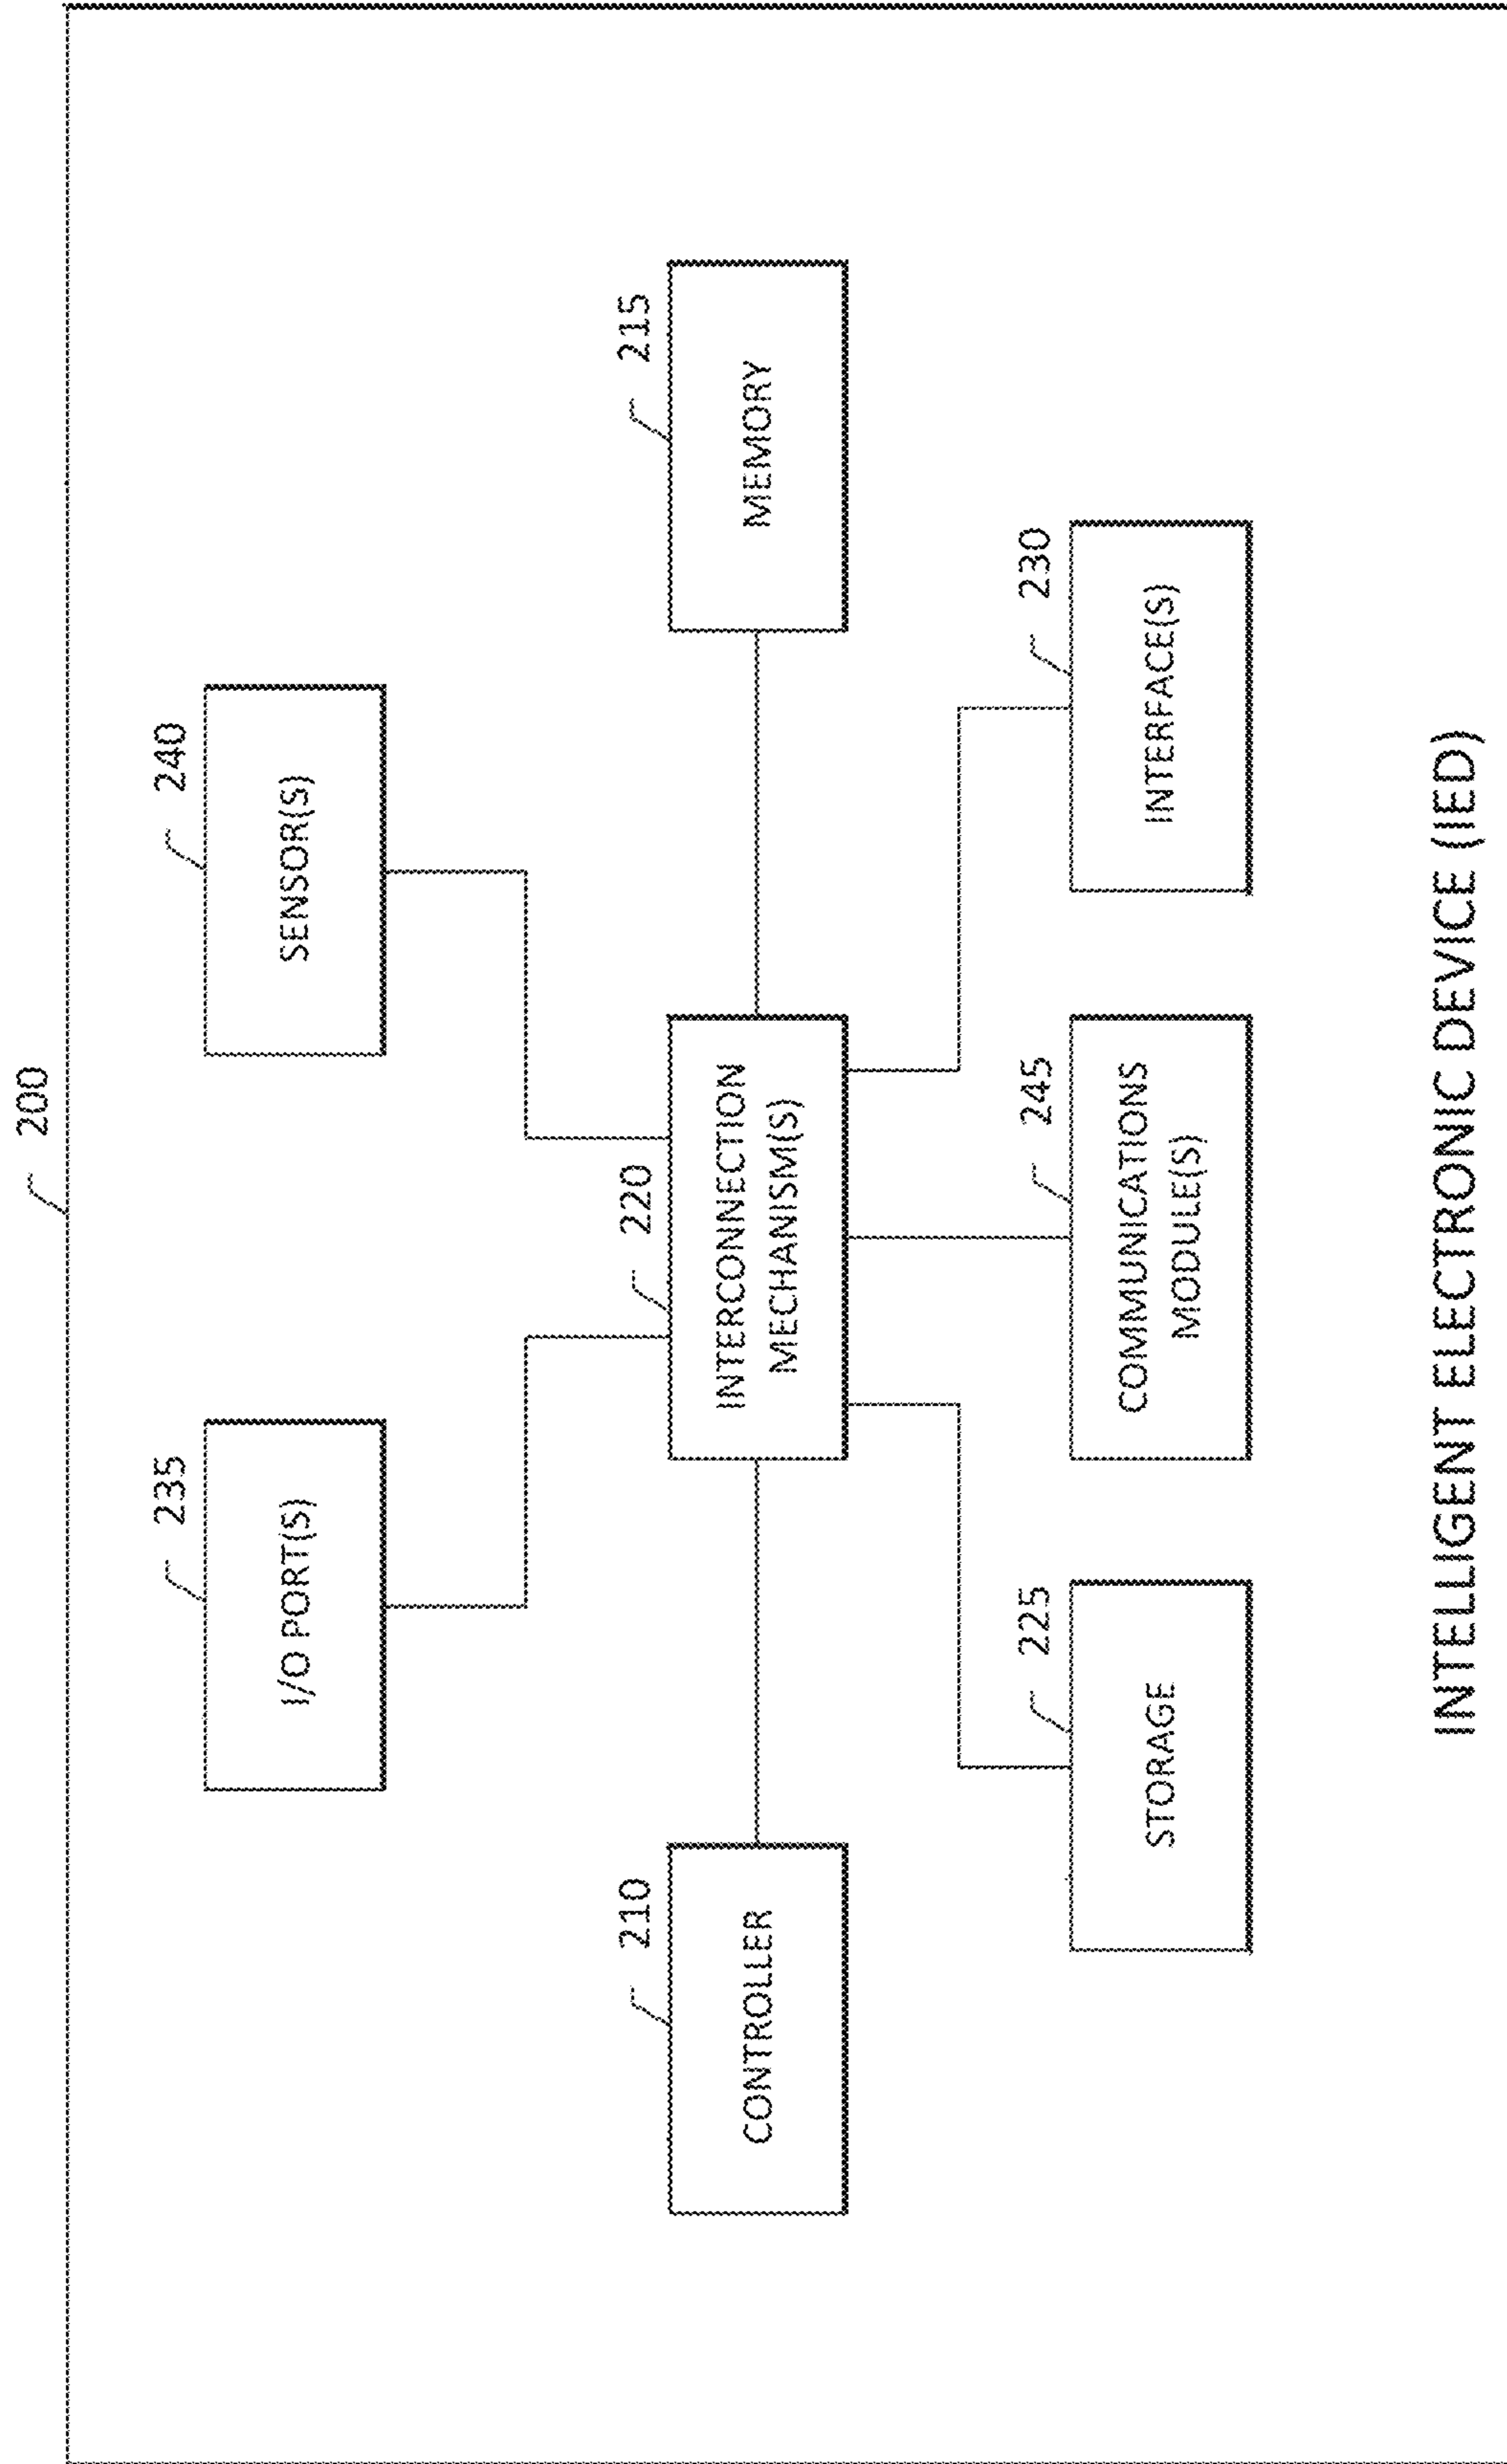 200
235
I/O PORT(S)
240
SENSOR(S)
210
CONTROLLER
220
INTERCONNECTION
MECHANISM(S)
215
MEMORY
225
STORAGE
245
COMMUNICATIONS
MODULE(S)
230
INTERFACE(S)
INTELLIGENT ELECTRONIC DEVICE (IED)